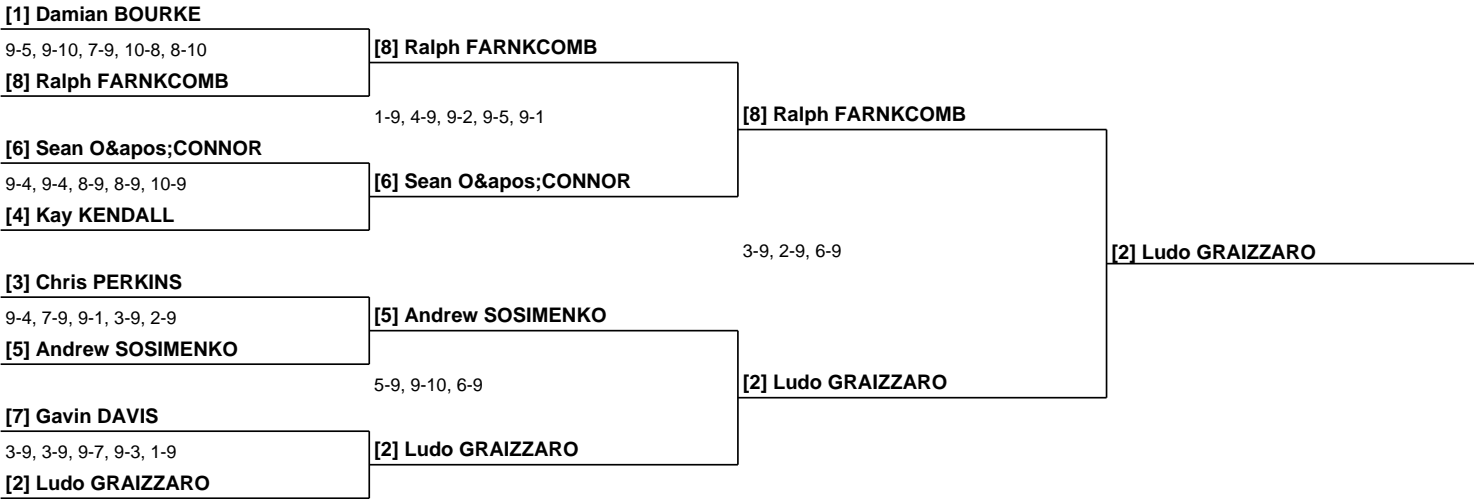 [1] Damian BOURKE
9-5, 9-10, 7-9, 10-8, 8-10
[8] Ralph FARNKCOMB
[8] Ralph FARNKCOMB
1-9, 4-9, 9-2, 9-5, 9-1
[8] Ralph FARNKCOMB
[6] Sean O&apos;CONNOR
9-4, 9-4, 8-9, 8-9, 10-9
[6] Sean O&apos;CONNOR
[4] Kay KENDALL
3-9, 2-9, 6-9
[2] Ludo GRAIZZARO
[3] Chris PERKINS
9-4, 7-9, 9-1, 3-9, 2-9
[5] Andrew SOSIMENKO
[5] Andrew SOSIMENKO
5-9, 9-10, 6-9
[2] Ludo GRAIZZARO
[7] Gavin DAVIS
3-9, 3-9, 9-7, 9-3, 1-9
[2] Ludo GRAIZZARO
[2] Ludo GRAIZZARO